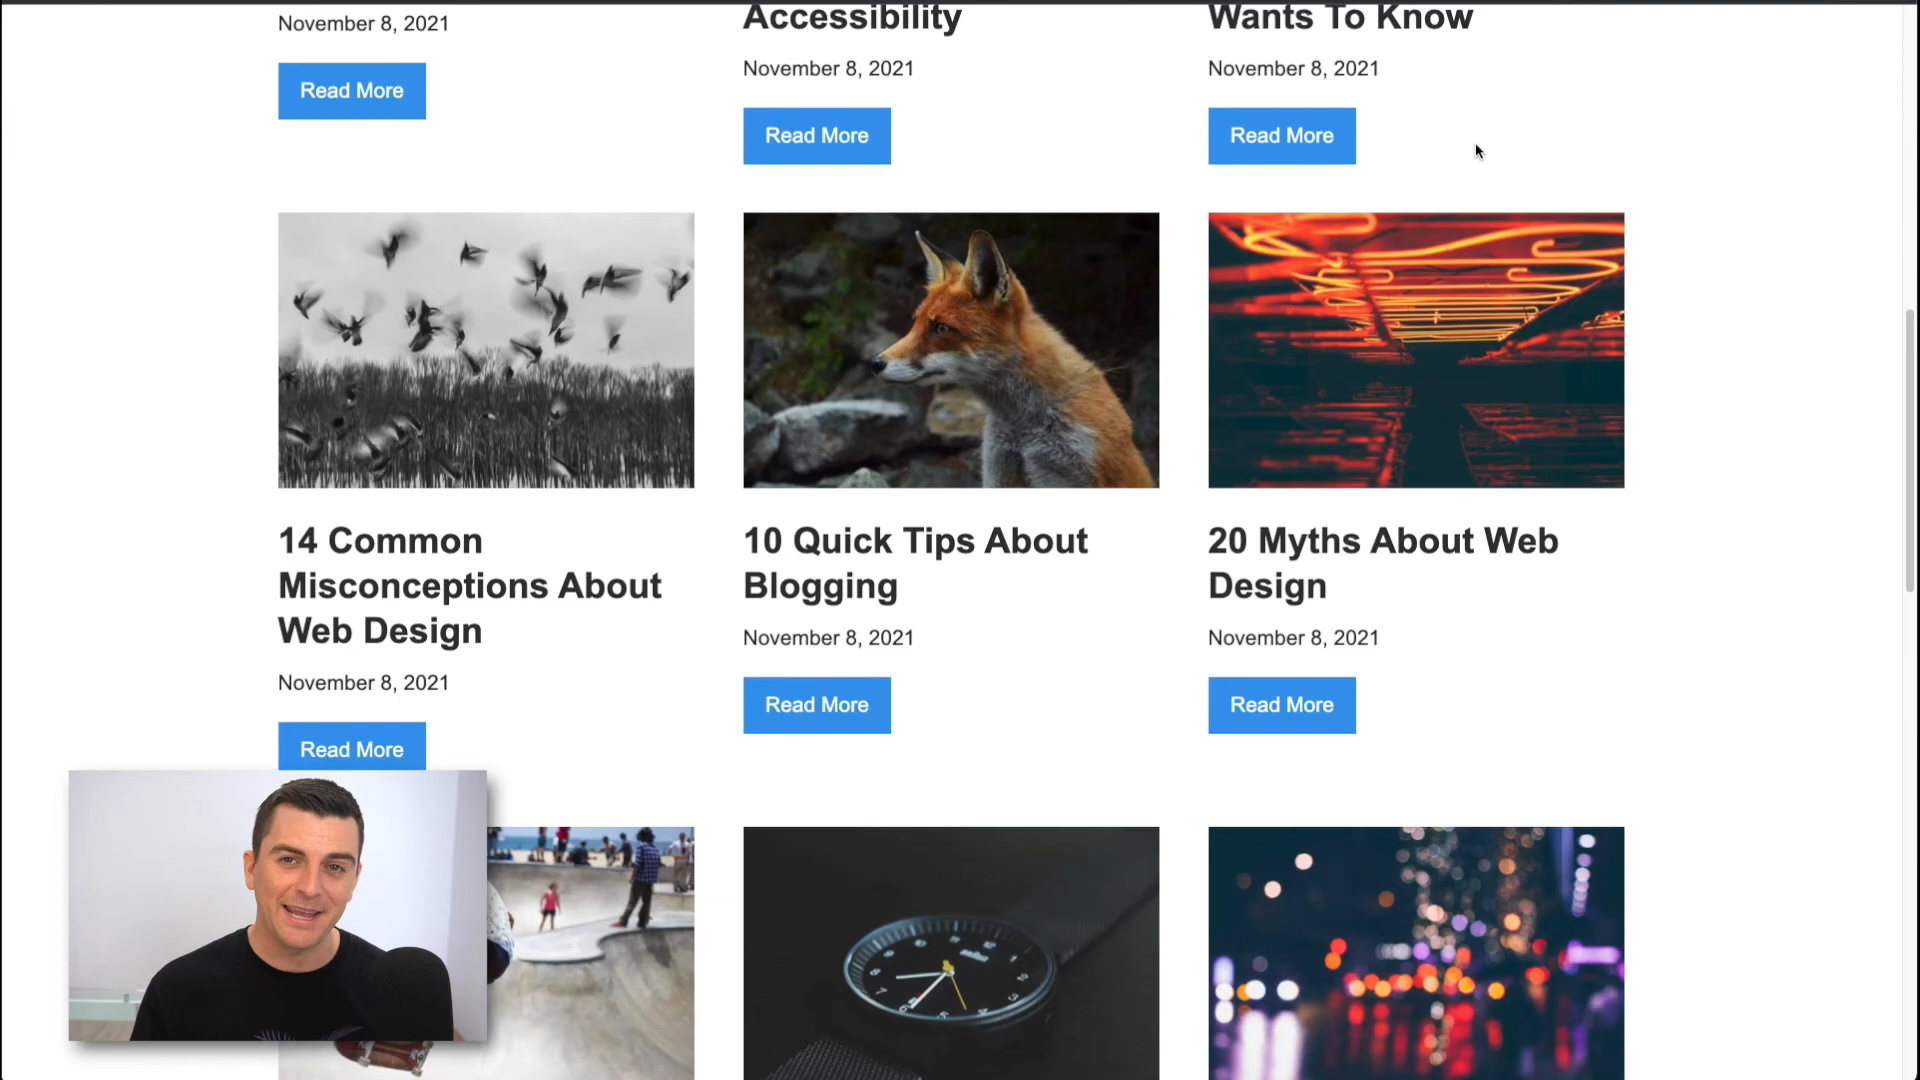 November 8, 2021
Read More
Accessibility
November 8, 2021
Read More
Wants To Know
November 8, 2021
Read More
14 Common
Misconceptions About
Web Design
November 8, 2021
Read More
10 Quick Tips About
Blogging
November 8, 2021
Read More
20 Myths About Web
Design
November 8, 2021
Read More